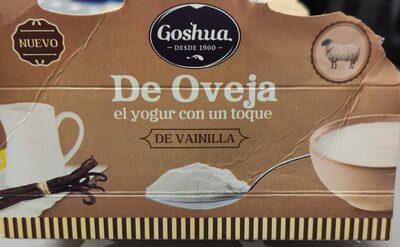 NUEVO
Goshua
DESDE 1960
De Oveja
el yogur con un toque
DE VAINILLA